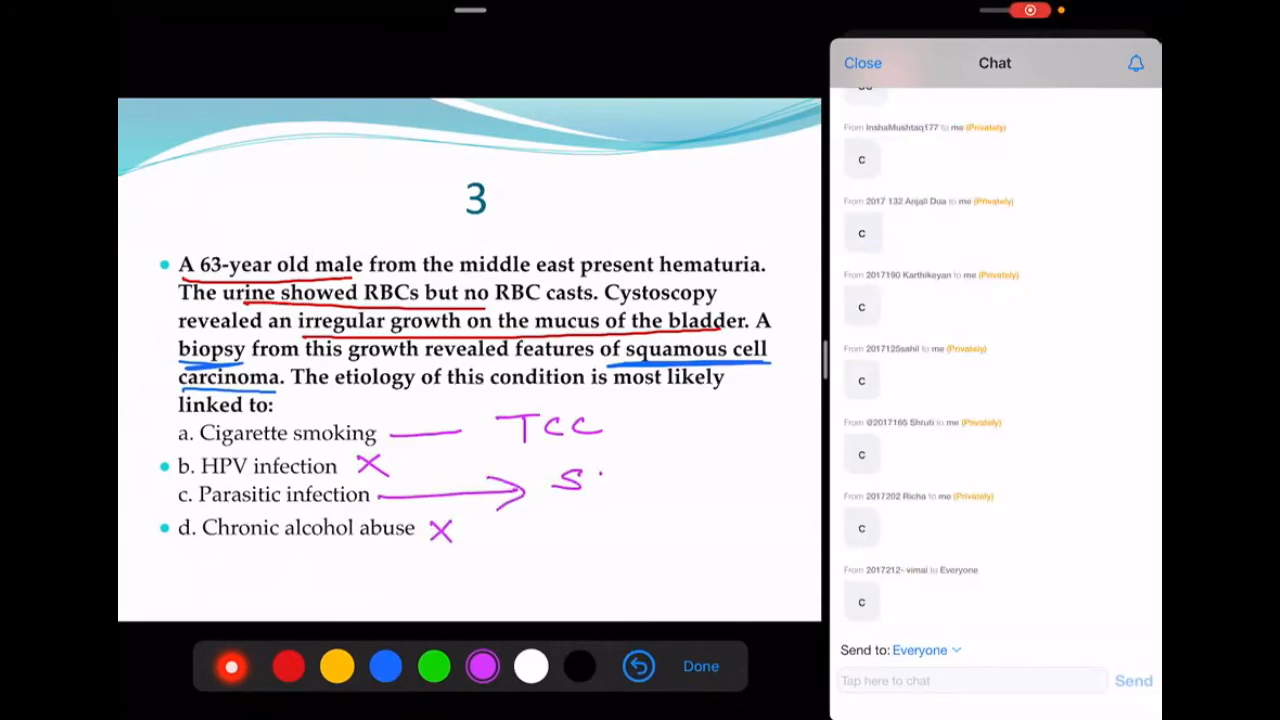 3
A 63-year old male from the middle east present hematuria.
The urine showed RBCs but no RBC casts. Cystoscopy
revealed an irregular growth on the mucus of the bladder. A
biopsy from this growth revealed features of squamous cell
carcinoma. The etiology of this condition is most likely
linked to:
a. Cigarette smoking TCC
b. HPV infection X
c. Parasitic infection S
d. Chronic alcohol abuse X
Done
Close Chat
From InshaMushtaq177 to me (Privately)
c
From 2017 132 Anjali Dua to me (Privately)
c
From 2017190 Karthikeyan to me (Privately)
c
From 2017125sahil to me (Privately)
c
From @2017165 Shruti to me (Privately)
c
From 2017202 Richa to me (Privately)
c
From 2017212- vimal to Everyone
c
Send to: Everyone
Tap here to chat Send